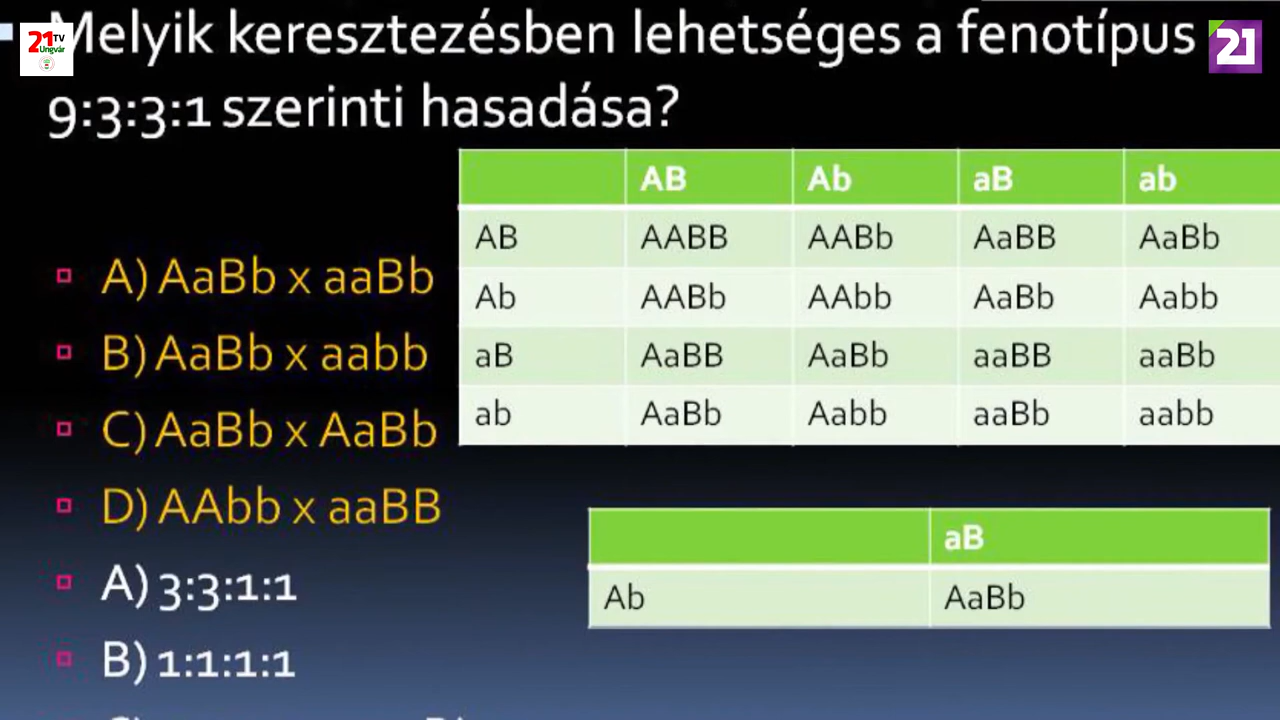 Melyik keresztezésben lehetséges a fenotípus
9:3:3:1 szerinti hasadása?
21 TV
Ungvár
21
AB Ab aB ab
AB AABB AABb AaBB AaBb
Ab AABb AAbb AaBb Aabb
aB AaBB AaBb aaBB aaBb
ab AaBb Aabb aaBb aabb
A) AaBb x aaBb
B) AaBb x aabb
C) AaBb x AaBb
D) AAbb x aaBB
A) 3:3:1:1
B) 1:1:1:1
aB
Ab AaBb